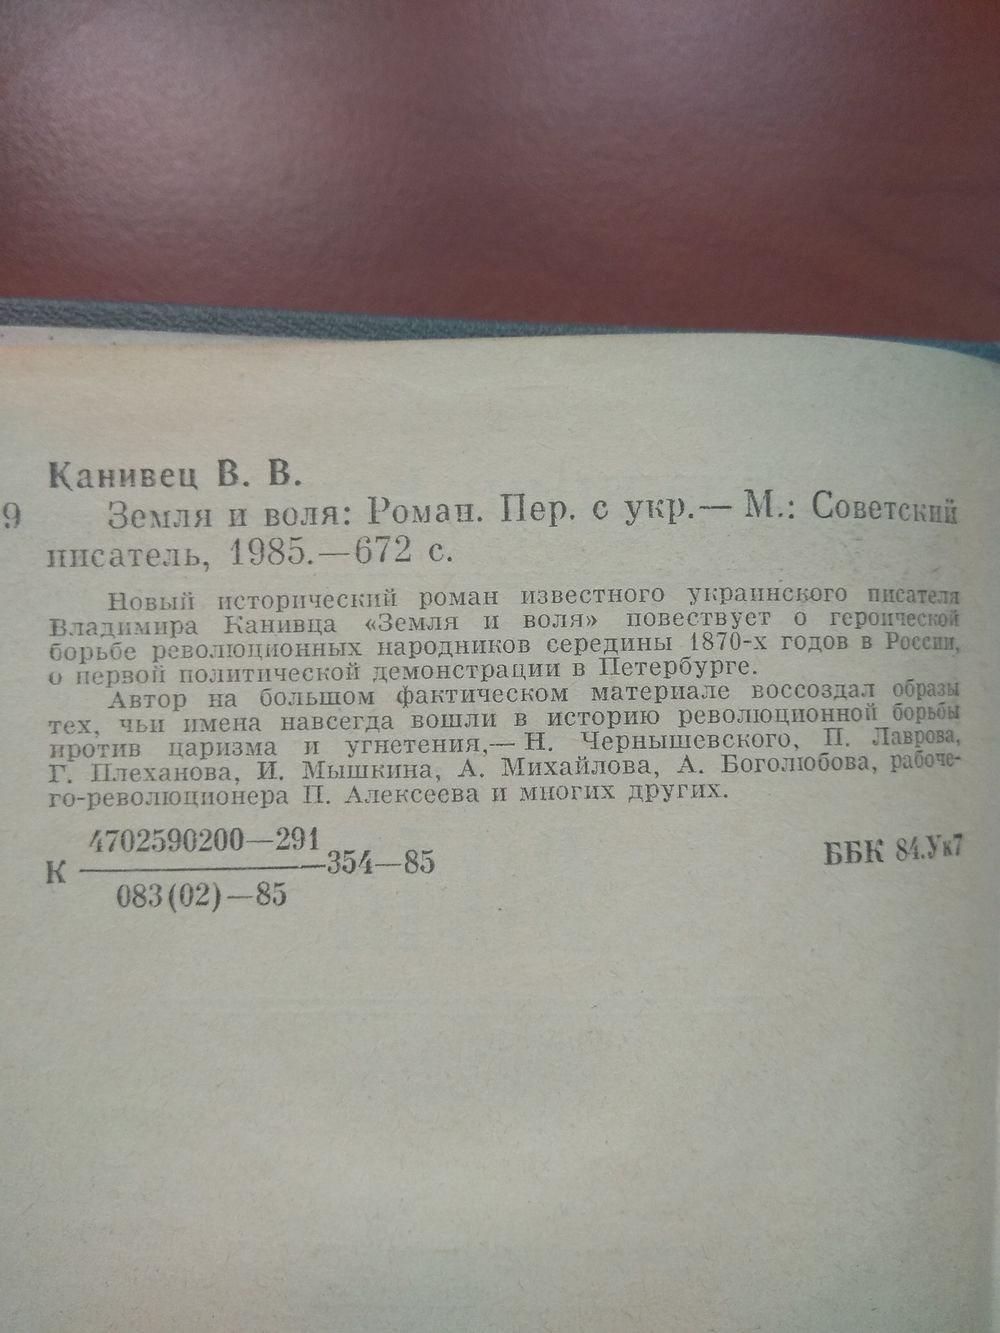 Канивец В. В.
9 Земля и воля: Роман. Пер. с укр.— М.: Советский
писатель, 1985.—672 с.
Новый исторический роман известного украинского писателя
Владимира Канивца «Земля и воля» повествует о героической
борьбе революционных народников середины 1870-х годов в России,
о первой политической демонстрации в Петербурге.
Автор на большом фактическом материале воссоздал образы
тех, чьи имена навсегда вошли в историю революционной борьбы
против царизма и угнетения,— Н. Чернышевского, П. Лаврова,
Г. Плеханова, И. Мышкина, А. Михайлова, А. Боголюбова, рабоче-
го-революционера П. Алексеева и многих других.
4702590200—291
К 354—85 ББК 84.Ук7
083(02)—85